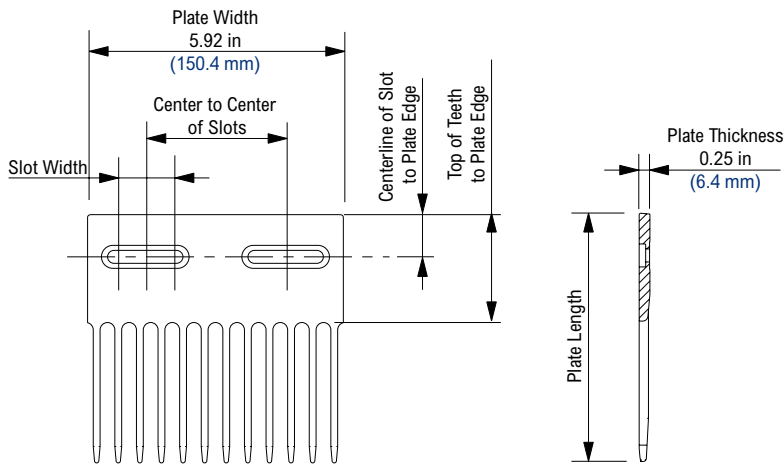 Plate Width
5.92 in
(150.4 mm)
Center to Center
of Slots
Slot Width
Centerline of Slot
to Plate Edge
Top of Teeth
to Plate Edge
Plate Thickness
0.25 in
(6.4 mm)
Plate Length